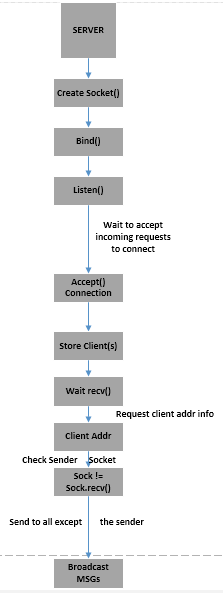 SERVER
Create Socket()
Bind()
Listen()
Wait to accept
incoming requests
to connect
Accept()
Connection
Store Client(s)
Wait recv()
Request client addr info
Client Addr
Check Sender Socket
Sock !=
Sock.recv()
Send to all except the sender
Broadcast
MSGs